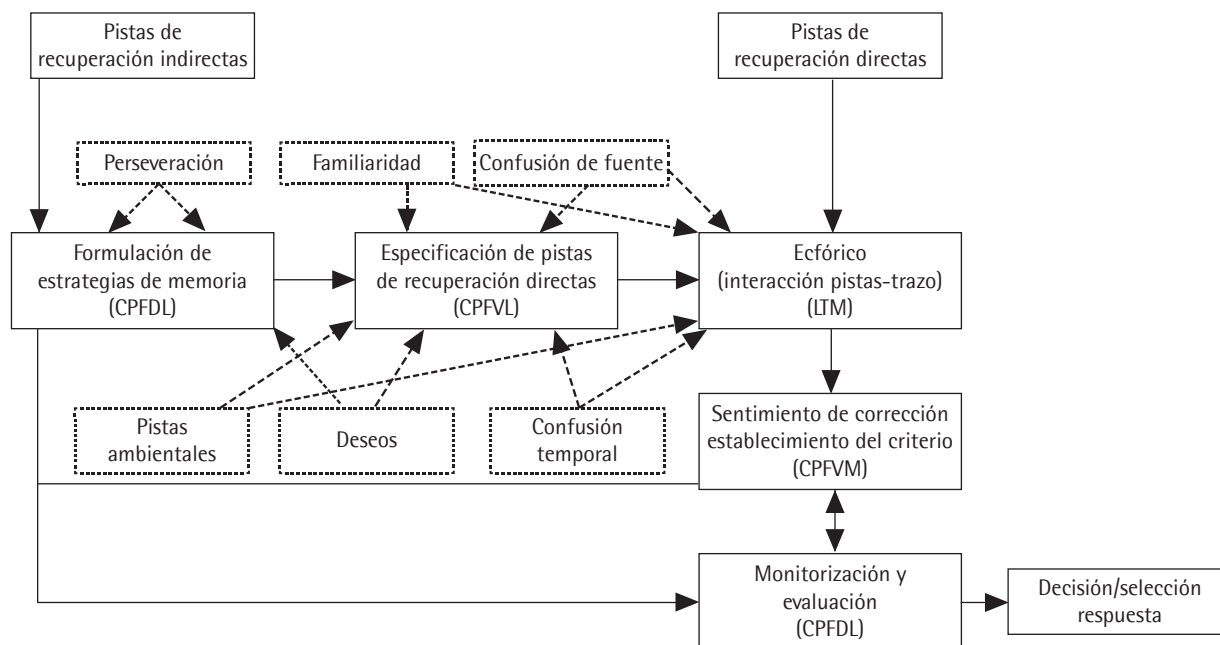 Pistas de
recuperación indirectas
Pistas de
recuperación directas
Perseveración
Familiaridad
Confusión de fuente
Formulación de
estrategias de memoria
(CPFDL)
Especificación de pistas
de recuperación directas
(CPFVL)
Ecfórico
(interacción pistas-trazo)
(LTM)
Pistas
ambientales
Deseos
Confusión
temporal
Sentimiento de corrección
establecimiento del criterio
(CPFVM)
Monitorización y
evaluación
(CPFDL)
Decisión/selección
respuesta